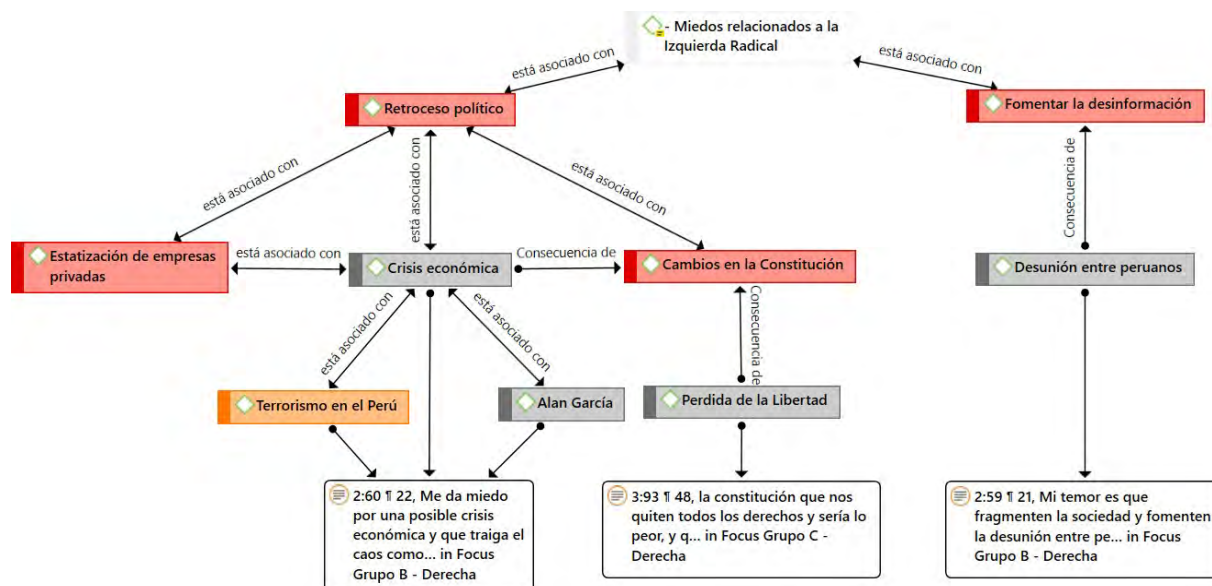 - Miedos relacionados a la
Izquierda Radical
está asociado con
está asociado con
Retroceso político
Fomentar la desinformación
está asociado con
está asociado con
está asociado con
Consecuencia de
Estatización de empresas
privadas
está asociado con
Crisis económica
Consecuencia de
Cambios en la Constitución
Desunión entre peruanos
está asociado con
está asociado con
Consecuencia de
Terrorismo en el Perú
Alan García
Perdida de la Libertad
2:60 ¶ 22, Me da miedo
por una posible crisis
económica y que traiga el
caos como... in Focus
Grupo B - Derecha
3:93 ¶ 48, la constitución que nos
quiten todos los derechos y sería lo
peor, y q... in Focus Grupo C -
Derecha
2:59 ¶ 21, Mi temor es que
fragmenten la sociedad y fomenten
la desunión entre pe... in Focus
Grupo B - Derecha